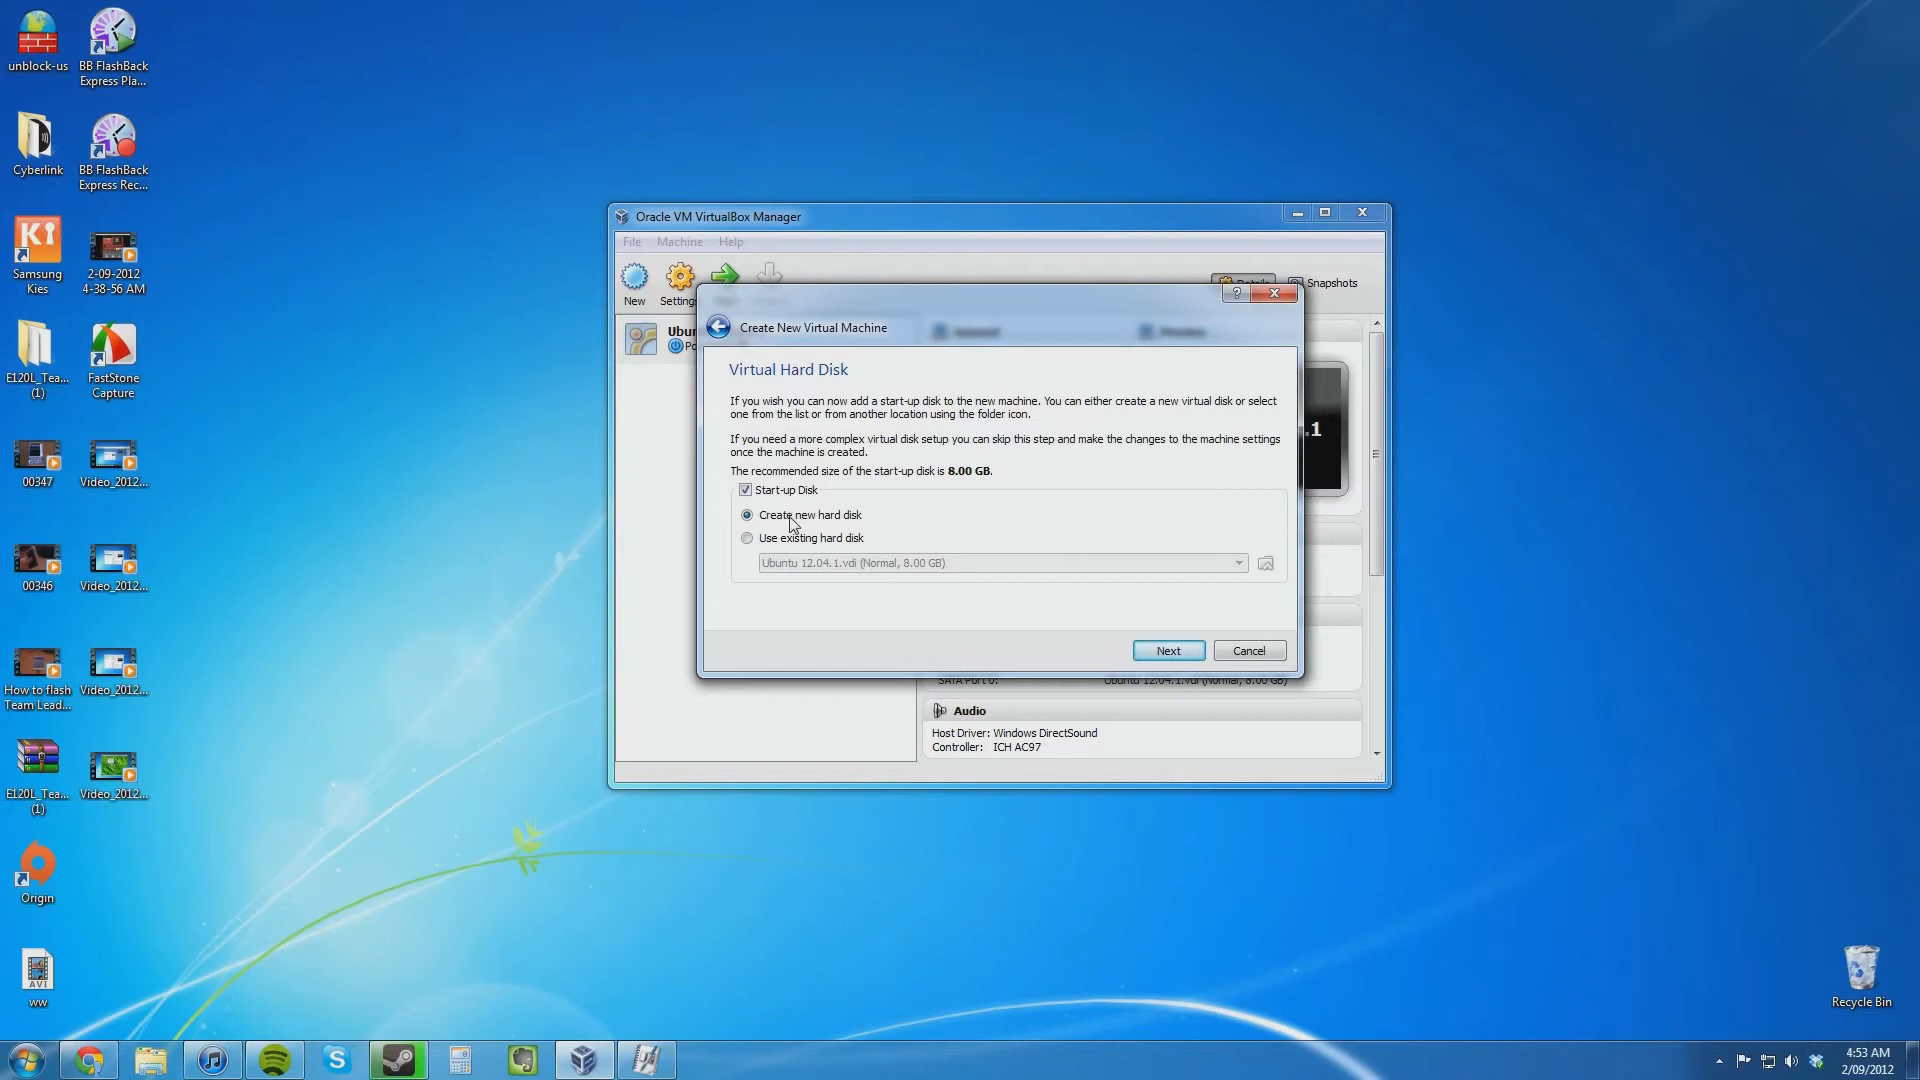 unblock-us
BB FlashBack
Express Pla...
Cyberlink
BB FlashBack
Express Rec...
Samsung
Kies
2-09-2012
4-38-56 AM
E120L_Tea...
(1)
FastStone
Capture
00347
Video_2012...
00346
Video_2012...
How to flash
Team Lead...
Video_2012...
E120L_Tea...
(1)
Video_2012...
Origin
AVI
ww
Oracle VM VirtualBox Manager
File Machine Help
New
Settings
Details
Snapshots
Create New Virtual Machine
Virtual Hard Disk
If you wish you can now add a start-up disk to the new machine. You can either create a new virtual disk or select
one from the list or from another location using the folder icon.
If you need a more complex virtual disk setup you can skip this step and make the changes to the machine settings
once the machine is created.
The recommended size of the start-up disk is 8.00 GB.
Start-up Disk
Create new hard disk
Use existing hard disk
Ubuntu 12.04.1.vdi (Normal, 8.00 GB)
Next
Cancel
.1
SATA Port 0: Ubuntu 12.04.1.vdi (Normal, 8.00 GB)
Audio
Host Driver: Windows DirectSound
Controller: ICH AC97
Recycle Bin
4:53 AM
2/09/2012